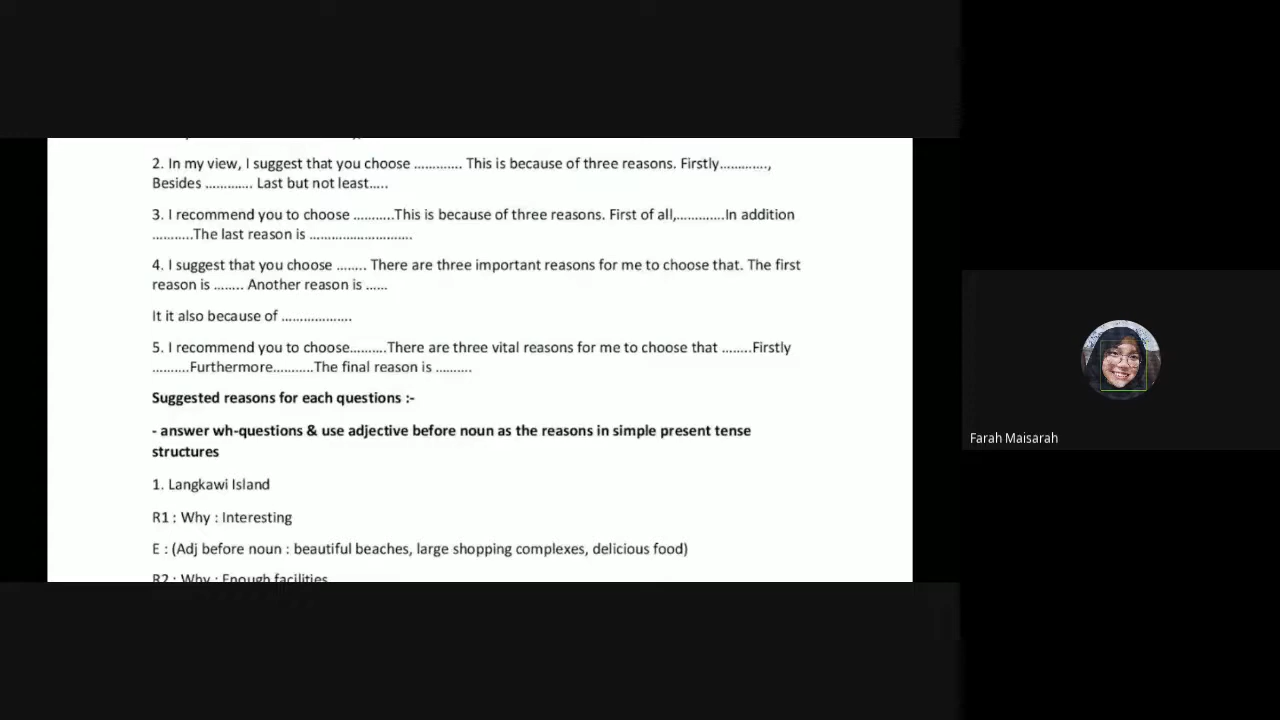 2. In my view, I suggest that you choose …………. This is because of three reasons. Firstly………….,
Besides …………. Last but not least…..
3. I recommend you to choose ………..This is because of three reasons. First of all,………….In addition
………..The last reason is ……………………….
4. I suggest that you choose …….. There are three important reasons for me to choose that. The first
reason is …….. Another reason is ……
It it also because of ………………..
5. I recommend you to choose……….There are three vital reasons for me to choose that ……..Firstly
……….Furthermore………..The final reason is ……….
Suggested reasons for each questions :-
- answer wh-questions & use adjective before noun as the reasons in simple present tense
structures
1. Langkawi Island
R1 : Why : Interesting
E : (Adj before noun : beautiful beaches, large shopping complexes, delicious food)
R2 : Why : Enough facilities
Farah Maisarah